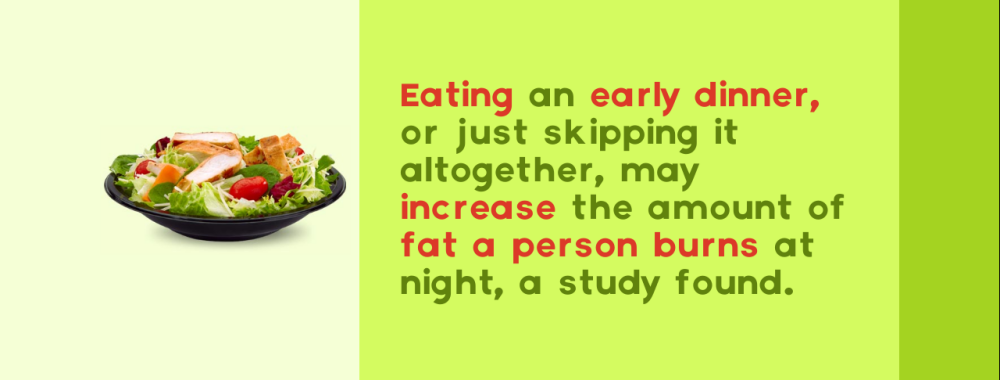 Eating an early dinner,
or just skipping it
altogether, may
increase the amount of
fat a person burns at
night, a study found.